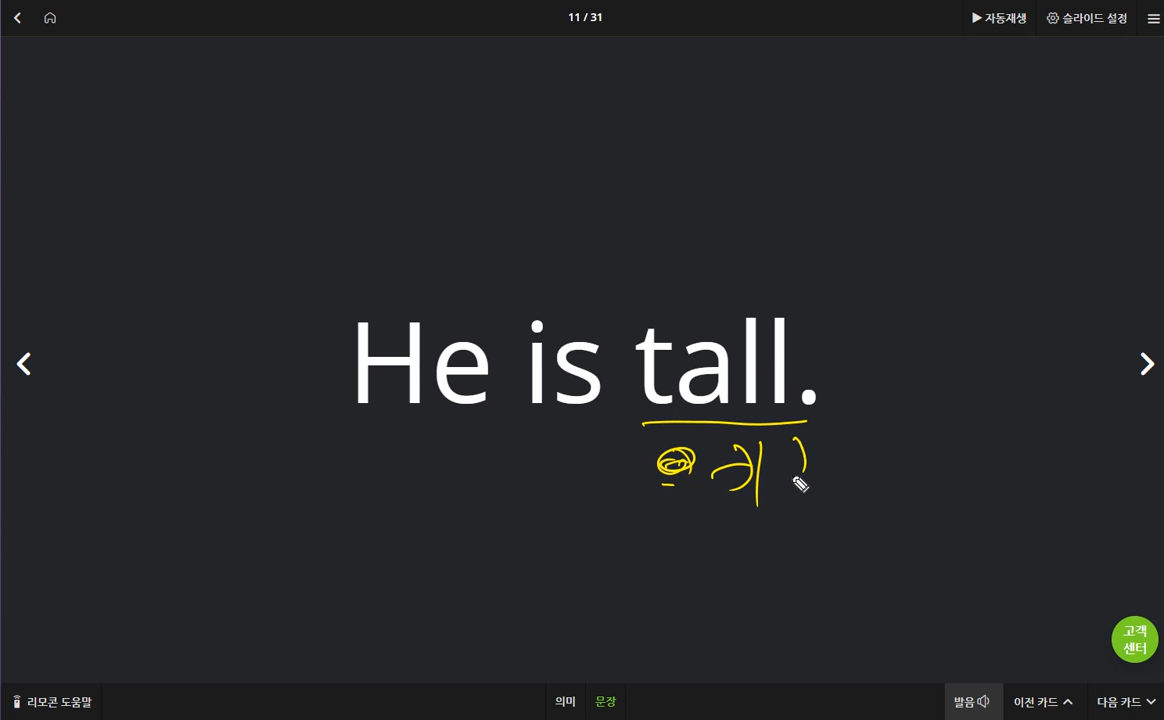 11 / 31
자동재생
슬라이드 설정
He is tall.
고객
센터
리모콘 도움말
의미
문장
발음
이전 카드
다음 카드